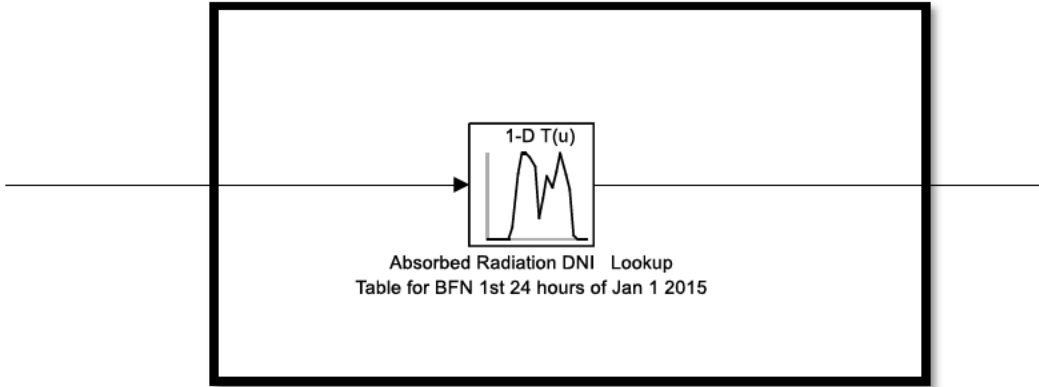 1-D T(u)
Absorbed Radiation DNI   Lookup
Table for BFN 1st 24 hours of Jan 1 2015